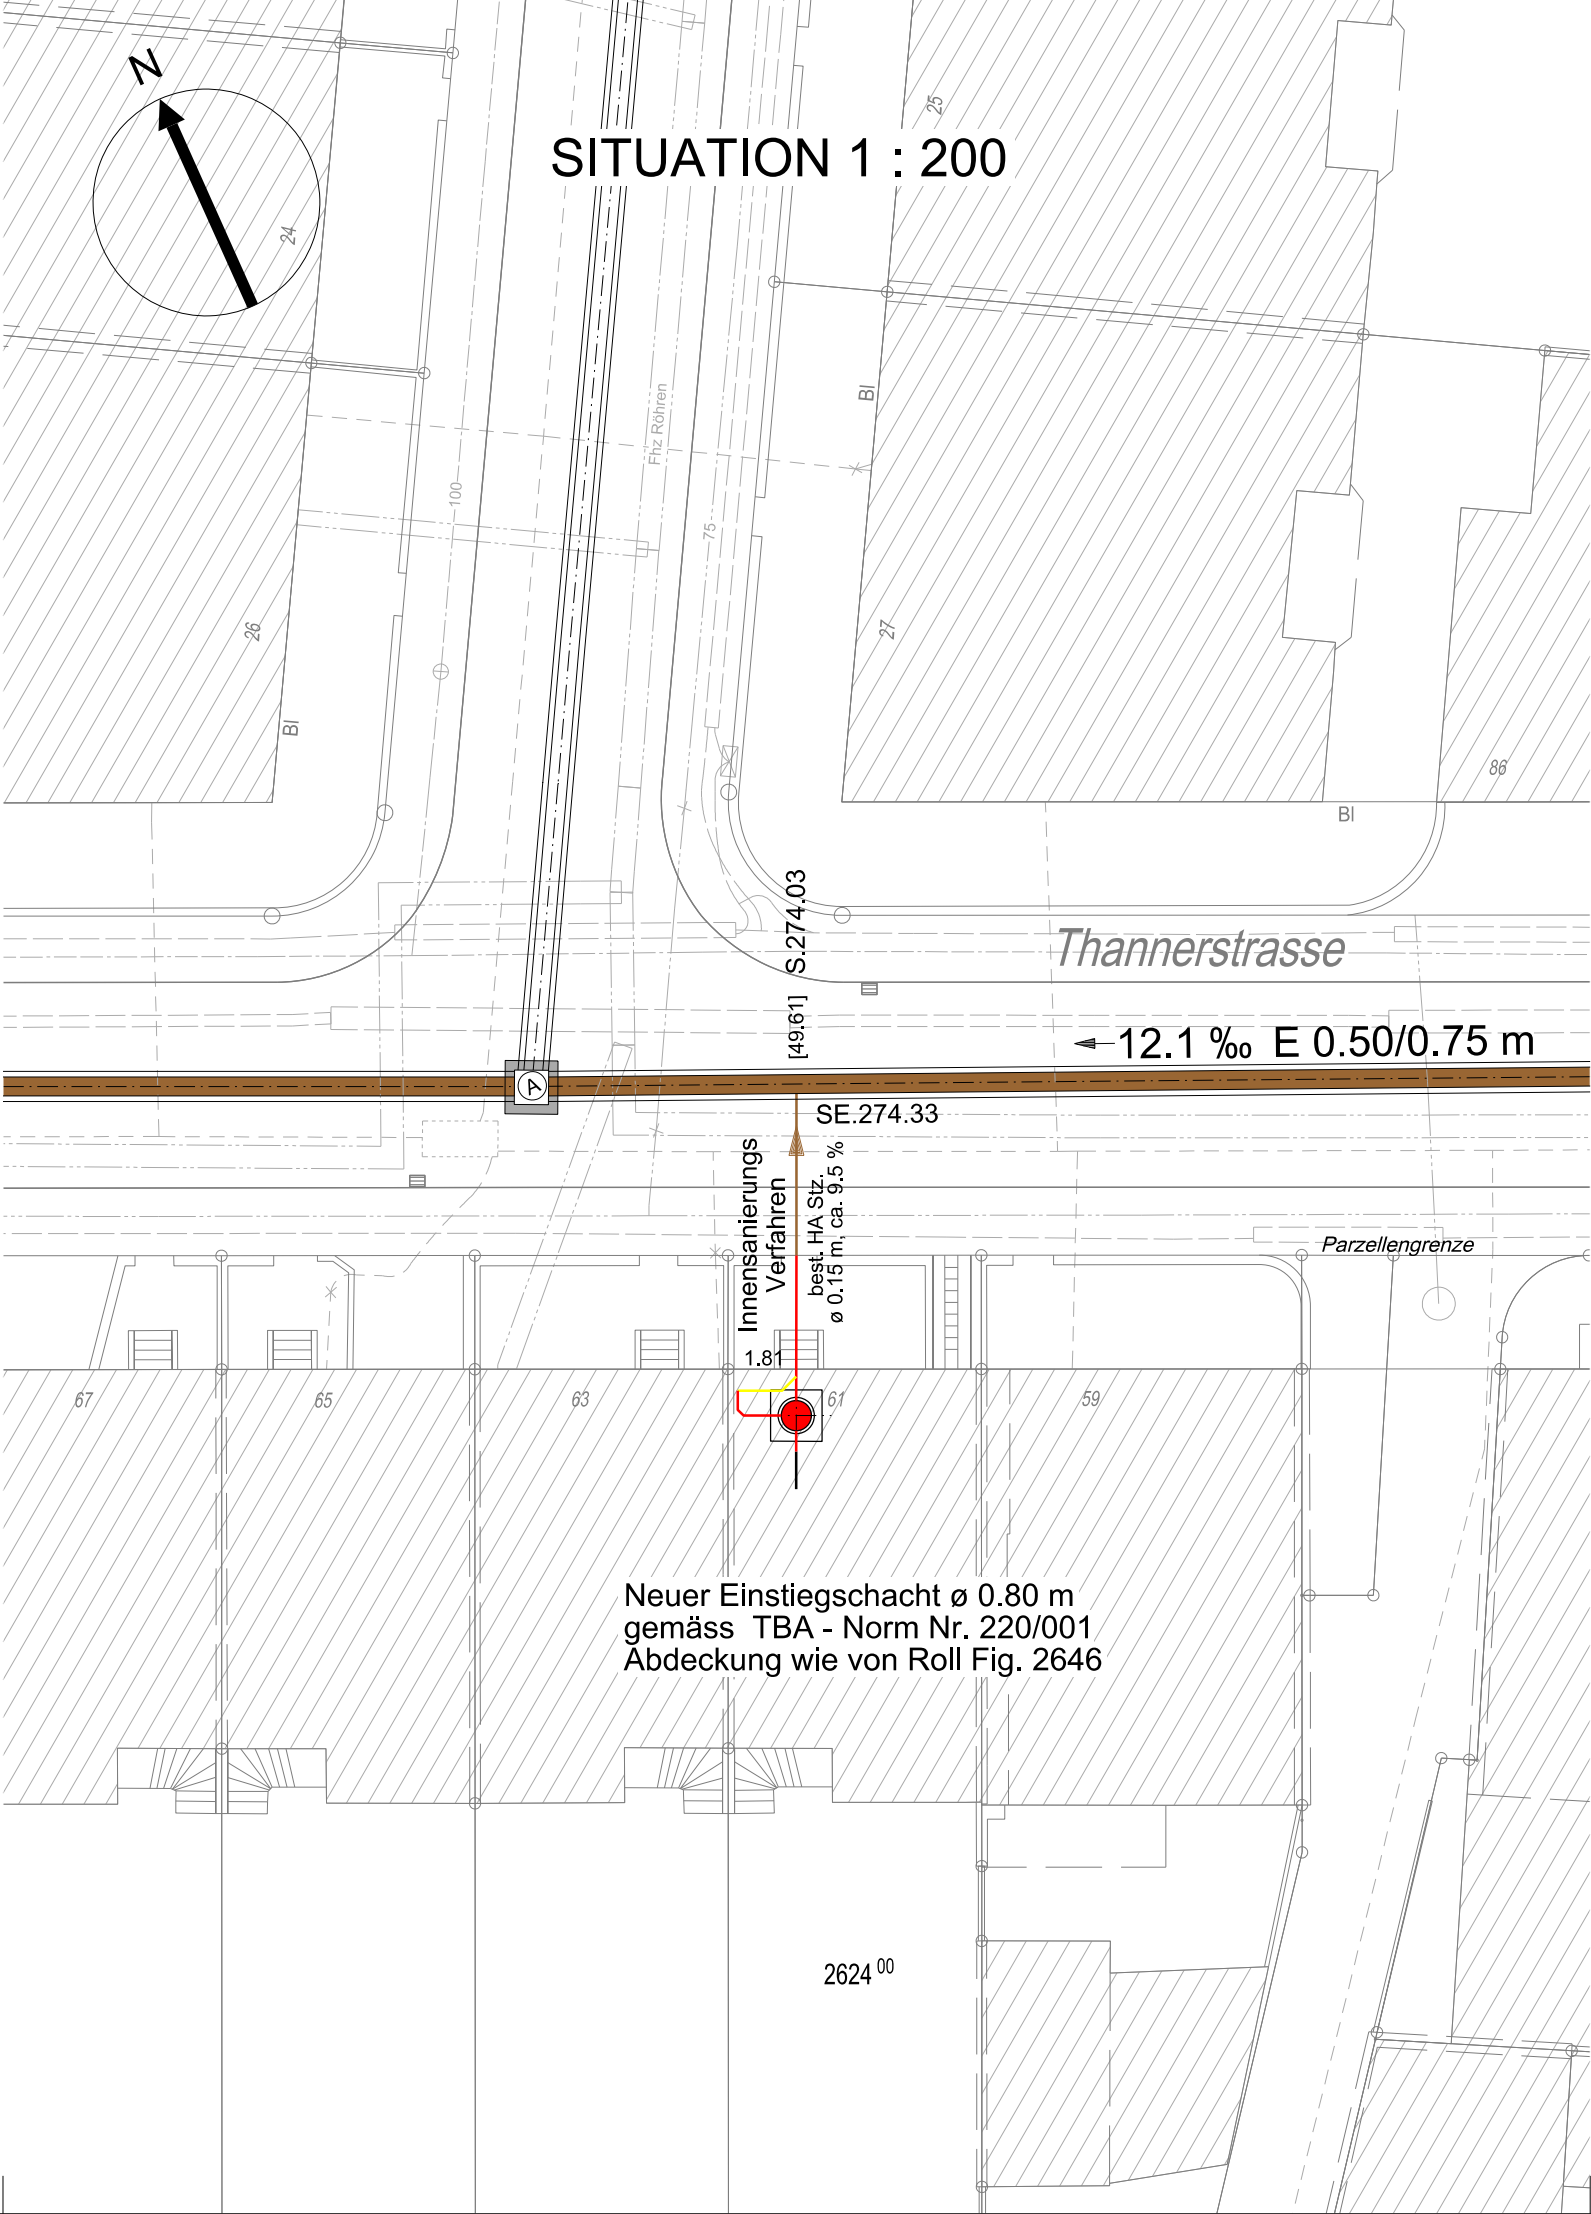 N
SITUATION 1 : 200
25
24
Bl
Fhz Röhren
100
75
26
27
Bl
86
Bl
[49.61] S.274.03
Thannerstrasse
12.1 ‰ E 0.50/0.75 m
A
SE.274.33
Innensanierungs
Verfahren
best. HA Stz.
ø 0.15 m, ca. 9.5 %
Parzellengrenze
1.81
67
65
63
61
59
Neuer Einstiegschacht ø 0.80 m
gemäss TBA - Norm Nr. 220/001
Abdeckung wie von Roll Fig. 2646
2624 00